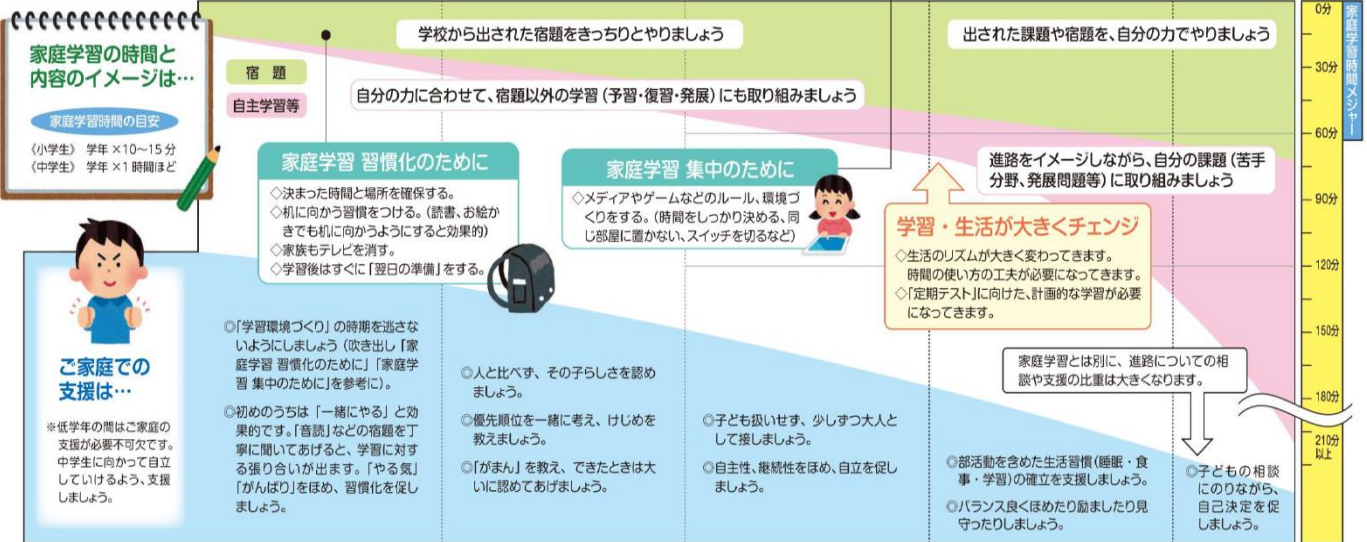 家庭学習の時間と
内容のイメージは…
家庭学習時間の目安
〈小学生〉 学年×10～15分
〈中学生〉 学年×1時間ほど
宿 題
自主学習等
学校から出された宿題をきっちりとやりましょう
出された課題や宿題を、自分の力でやりましょう
自分の力に合わせて、宿題以外の学習(予習・復習・発展)にも取り組みましょう
進路をイメージしながら、自分の課題(苦手
分野、発展問題等)に取り組みましょう
家庭学習 習慣化のために
◇決まった時間と場所を確保する。
◇机に向かう習慣をつける。(読書、お絵か
きでも机に向かうようにすると効果的)
◇家族もテレビを消す。
◇学習後はすぐに「翌日の準備」をする。
家庭学習 集中のために
◇メディアやゲームなどのルール、環境づ
くりをする。(時間をしっかり決める、同
じ部屋に置かない、スイッチを切るなど)
学習・生活が大きくチェンジ
◇生活のリズムが大きく変わってきます。
時間の使い方の工夫が必要になってきます。
◇「定期テスト」に向けた、計画的な学習が必要
になってきます。
家庭学習とは別に、進路についての相
談や支援の比重は大きくなります。
ご家庭での
支援は…
※低学年の間はご家庭の
支援が必要不可欠です。
中学生に向かって自立
していけるよう、支援
しましょう。
◎「学習環境づくり」の時期を逃さな
いようにしましょう(吹き出し「家
庭学習 習慣化のために」「家庭学
習 集中のために」を参考に)。
◎初めのうちは「一緒にやる」と効
果的です。「音読」などの宿題を丁
寧に聞いてあげると、学習に対す
る張り合いが出ます。「やる気」
「がんばり」をほめ、習慣化を促し
ましょう。
◎人と比べず、その子らしさを認め
ましょう。
◎優先順位を一緒に考え、けじめを
教えましょう。
◎「がまん」を教え、できたときは大
いに認めてあげましょう。
◎子ども扱いせず、少しずつ大人と
して接しましょう。
◎自主性、継続性をほめ、自立を促し
ましょう。
◎部活動を含めた生活習慣(睡眠・食
事・学習)の確立を支援しましょう。
◎バランス良くほめたり励ましたり見
守ったりしましょう。
◎子どもの相談
にのりながら、
自己決定を促
しましょう。
家庭学習時間メジャー
0分
30分
60分
90分
120分
150分
180分
210分
以上